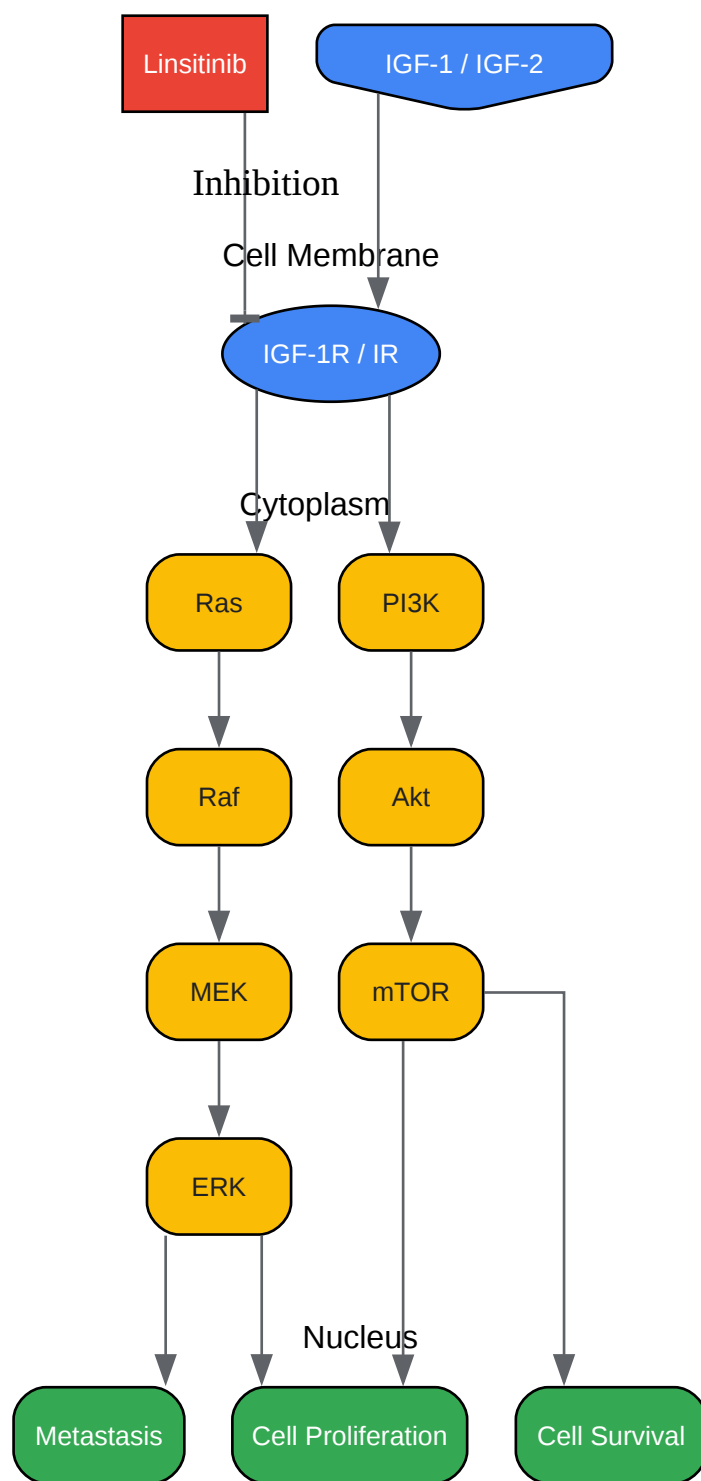 Linsitinib
IGF-1 / IGF-2
Inhibition
Cell Membrane
IGF-1R / IR
Cytoplasm
Ras
PI3K
Raf
Akt
MEK
mTOR
ERK
Nucleus
Metastasis
Cell Proliferation
Cell Survival